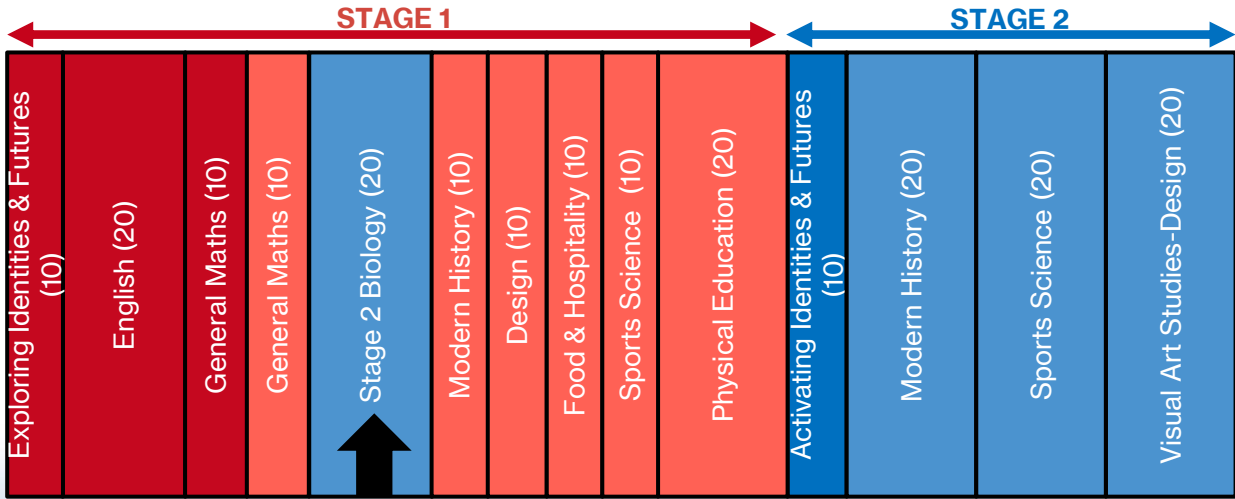 STAGE 1
STAGE 2
Exploring Identities & Futures
(10)
English (20)
General Maths (10)
General Maths (10)
Stage 2 Biology (20)
Modern History (10)
Design (10)
Food & Hospitality (10)
Sports Science (10)
Physical Education (20)
Activating Identities & Futures
(10)
Modern History (20)
Sports Science (20)
Visual Art Studies-Design (20)